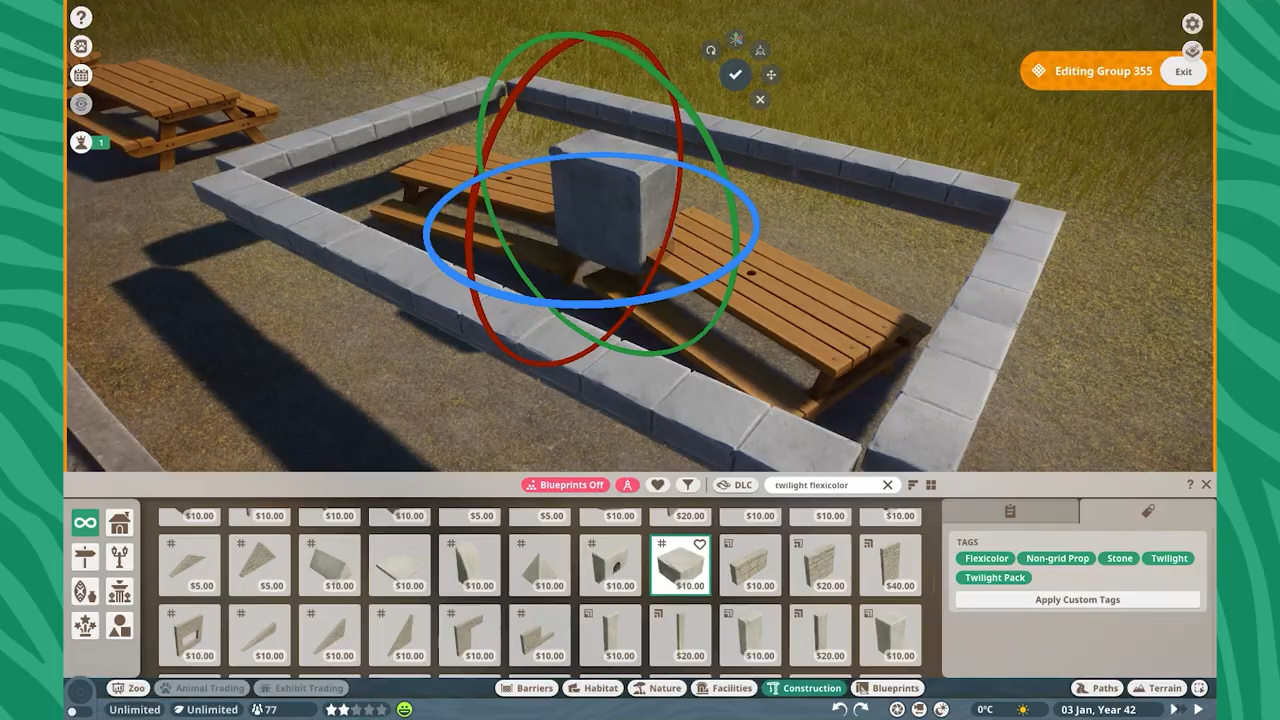 ?
Editing Group 355
Exit
1
Blueprints Off
DLC
twilight flexicolor
?
$10.00 $10.00 $10.00 $10.00 $5.00 $5.00 $10.00 $20.00 $10.00 $10.00 $10.00
$5.00 $5.00 $10.00 $10.00 $10.00 $10.00 $10.00 $10.00 $10.00 $20.00 $40.00
$10.00 $10.00 $10.00 $10.00 $10.00 $10.00 $10.00 $20.00 $10.00 $20.00 $10.00
TAGS
Flexicolor Non-grid Prop Stone Twilight
Twilight Pack
Apply Custom Tags
Zoo Animal Trading Exhibit Trading Barriers Habitat Nature Facilities Construction Blueprints Paths Terrain
Unlimited Unlimited 77 0°C 03 Jan, Year 42